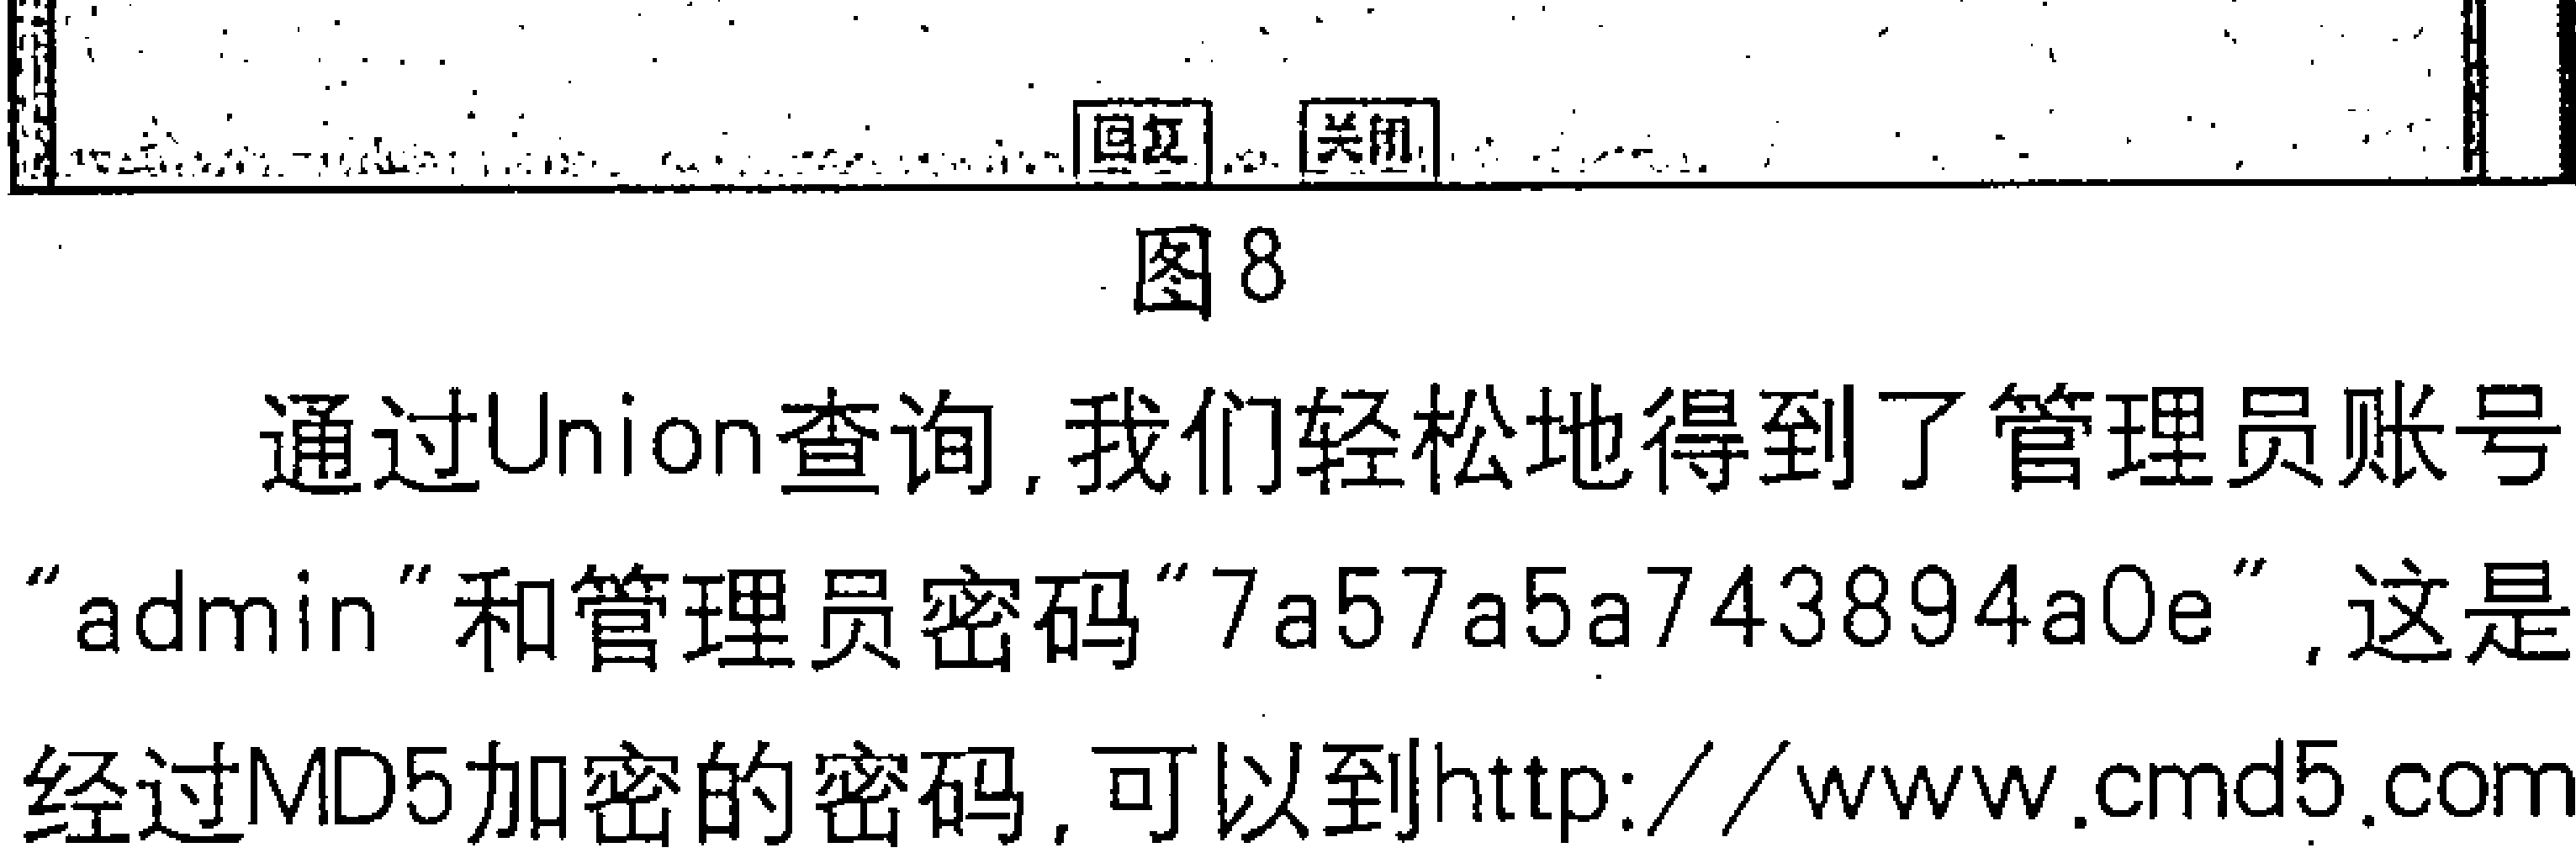 回复 关闭
图8
通过Union查询,我们轻松地得到了管理员账号
“admin”和管理员密码“7a57a5a743894a0e”,这是
经过MD5加密的密码,可以到http://www.cmd5.com